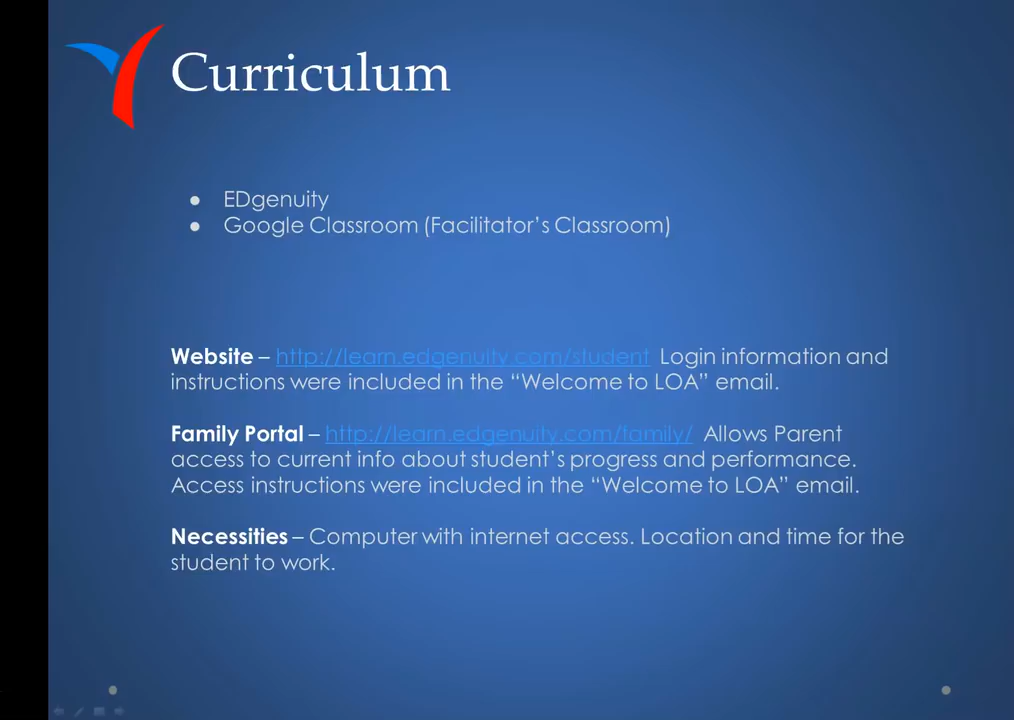 Curriculum
● EDgenuity
● Google Classroom (Facilitator’s Classroom)
Website – http://learn.edgenuity.com/student Login information and
instructions were included in the “Welcome to LOA” email.
Family Portal – http://learn.edgenuity.com/family/ Allows Parent
access to current info about student’s progress and performance.
Access instructions were included in the “Welcome to LOA” email.
Necessities – Computer with internet access. Location and time for the
student to work.